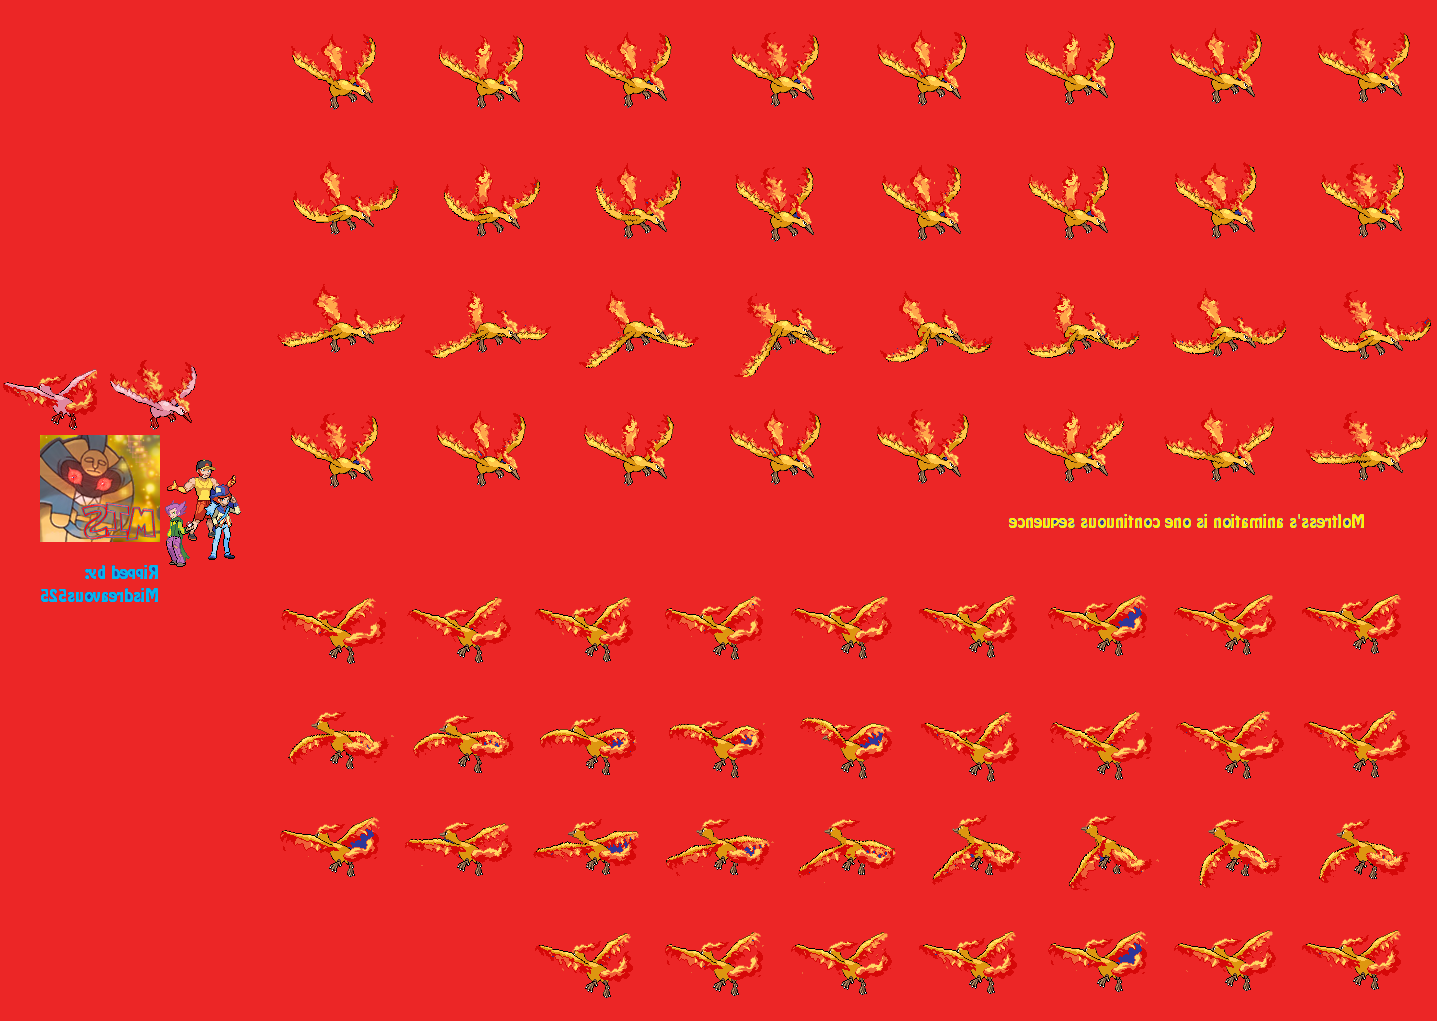 Moltress's animation is one continuous sequence
Ripped by:
Misdreavous525